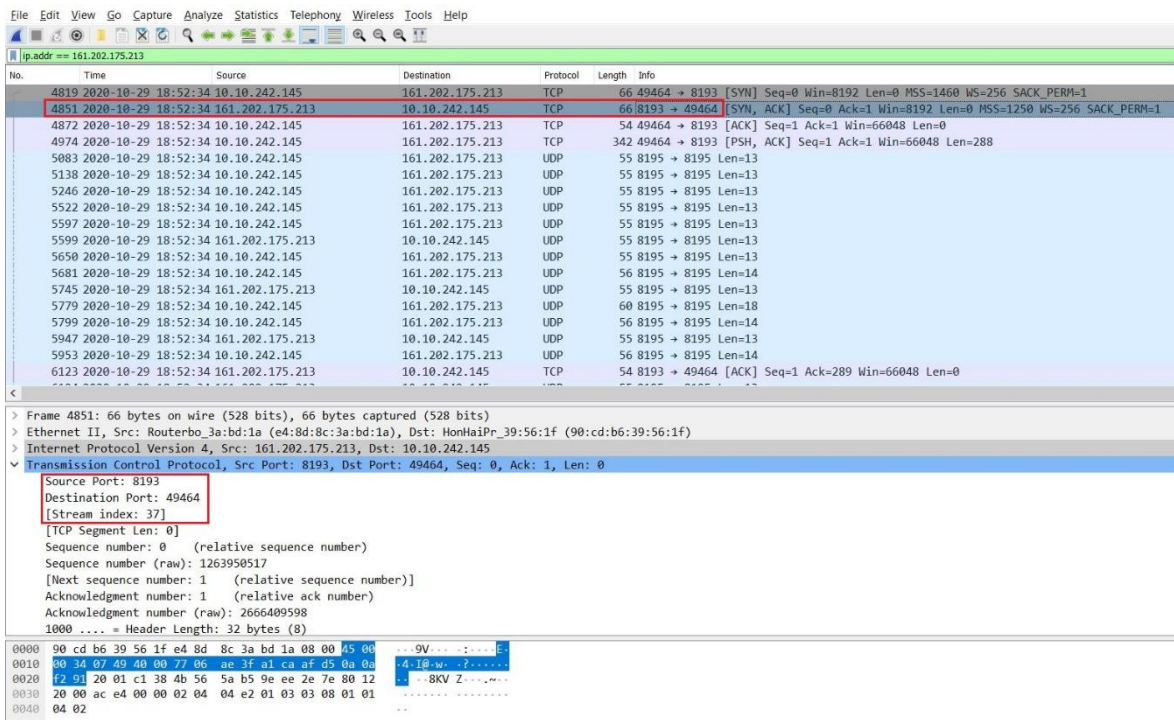 File Edit View Go Capture Analyze Statistics Telephony Wireless Tools Help
ip.addr == 161.202.175.213
No. Time Source Destination Protocol Length Info
4819 2020-10-29 18:52:34 10.10.242.145 161.202.175.213 TCP 66 49464 → 8193 [SYN] Seq=0 Win=8192 Len=0 MSS=1460 WS=256 SACK_PERM=1
4851 2020-10-29 18:52:34 161.202.175.213 10.10.242.145 TCP 66 8193 → 49464 [SYN, ACK] Seq=0 Ack=1 Win=8192 Len=0 MSS=1250 WS=256 SACK_PERM=1
4872 2020-10-29 18:52:34 10.10.242.145 161.202.175.213 TCP 54 49464 → 8193 [ACK] Seq=1 Ack=1 Win=66048 Len=0
4974 2020-10-29 18:52:34 10.10.242.145 161.202.175.213 TCP 342 49464 → 8193 [PSH, ACK] Seq=1 Ack=1 Win=66048 Len=288
5083 2020-10-29 18:52:34 10.10.242.145 161.202.175.213 UDP 55 8195 → 8195 Len=13
5138 2020-10-29 18:52:34 10.10.242.145 161.202.175.213 UDP 55 8195 → 8195 Len=13
5246 2020-10-29 18:52:34 10.10.242.145 161.202.175.213 UDP 55 8195 → 8195 Len=13
5522 2020-10-29 18:52:34 10.10.242.145 161.202.175.213 UDP 55 8195 → 8195 Len=13
5597 2020-10-29 18:52:34 10.10.242.145 161.202.175.213 UDP 55 8195 → 8195 Len=13
5599 2020-10-29 18:52:34 161.202.175.213 10.10.242.145 UDP 55 8195 → 8195 Len=13
5650 2020-10-29 18:52:34 10.10.242.145 161.202.175.213 UDP 55 8195 → 8195 Len=13
5681 2020-10-29 18:52:34 10.10.242.145 161.202.175.213 UDP 56 8195 → 8195 Len=14
5745 2020-10-29 18:52:34 161.202.175.213 10.10.242.145 UDP 55 8195 → 8195 Len=13
5779 2020-10-29 18:52:34 10.10.242.145 161.202.175.213 UDP 60 8195 → 8195 Len=18
5799 2020-10-29 18:52:34 10.10.242.145 161.202.175.213 UDP 56 8195 → 8195 Len=14
5947 2020-10-29 18:52:34 161.202.175.213 10.10.242.145 UDP 55 8195 → 8195 Len=13
5953 2020-10-29 18:52:34 10.10.242.145 161.202.175.213 UDP 56 8195 → 8195 Len=14
6123 2020-10-29 18:52:34 161.202.175.213 10.10.242.145 TCP 54 8193 → 49464 [ACK] Seq=1 Ack=289 Win=66048 Len=0
Frame 4851: 66 bytes on wire (528 bits), 66 bytes captured (528 bits)
Ethernet II, Src: Routerbo_3a:bd:1a (e4:8d:8c:3a:bd:1a), Dst: HonHaiPr_39:56:1f (90:cd:b6:39:56:1f)
Internet Protocol Version 4, Src: 161.202.175.213, Dst: 10.10.242.145
Transmission Control Protocol, Src Port: 8193, Dst Port: 49464, Seq: 0, Ack: 1, Len: 0
Source Port: 8193
Destination Port: 49464
[Stream index: 37]
[TCP Segment Len: 0]
Sequence number: 0 (relative sequence number)
Sequence number (raw): 1263950517
[Next sequence number: 1 (relative sequence number)]
Acknowledgment number: 1 (relative ack number)
Acknowledgment number (raw): 2666409598
1000 .... = Header Length: 32 bytes (8)
0000 90 cd b6 39 56 1f e4 8d 8c 3a bd 1a 08 00 45 00 ···9V··· ·:····E·
0010 00 34 07 49 40 00 77 06 ae 3f a1 ca af d5 0a 0a ·4·I@·w· ·?······
0020 f2 91 20 01 c1 38 4b 56 5a b5 9e ee 2e 7e 80 12 ·· ··8KV Z···.~··
0030 20 00 ac e4 00 00 02 04 04 e2 01 03 03 08 01 01 ······· ········
0040 04 02 ··